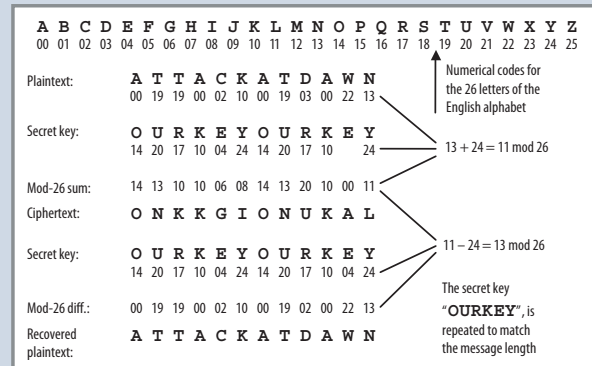 A B C D E F G H I J K L M N O P Q R S T U V W X Y Z
00 01 02 03 04 05 06 07 08 09 10 11 12 13 14 15 16 17 18 19 20 21 22 23 24 25
Numerical codes for
the 26 letters of the
English alphabet
Plaintext: A T T A C K A T D A W N
00 19 19 00 02 10 00 19 03 00 22 13
Secret key: O U R K E Y O U R K E Y
14 20 17 10 04 24 14 20 17 10 24
13 + 24 = 11 mod 26
Mod-26 sum: 14 13 10 10 06 08 14 13 20 10 00 11
Ciphertext: O N K K G I O N U K A L
Secret key: O U R K E Y O U R K E Y
14 20 17 10 04 24 14 20 17 10 04 24
11 – 24 = 13 mod 26
Mod-26 diff.: 00 19 19 00 02 10 00 19 02 00 22 13
Recovered
plaintext: A T T A C K A T D A W N
The secret key
"OURKEY", is
repeated to match
the message length